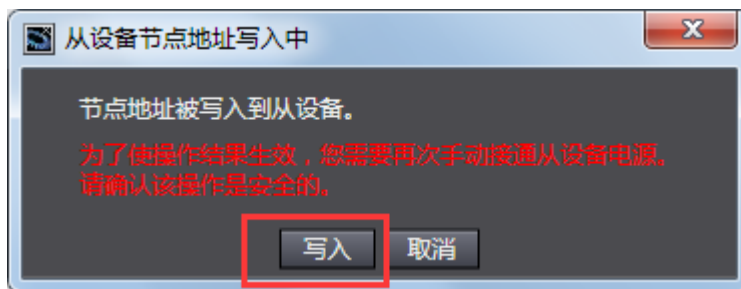 从设备节点地址写入中
节点地址被写入到从设备。
为了使操作结果生效，您需要再次手动接通从设备电源。
请确认该操作是安全的。
写入 取消